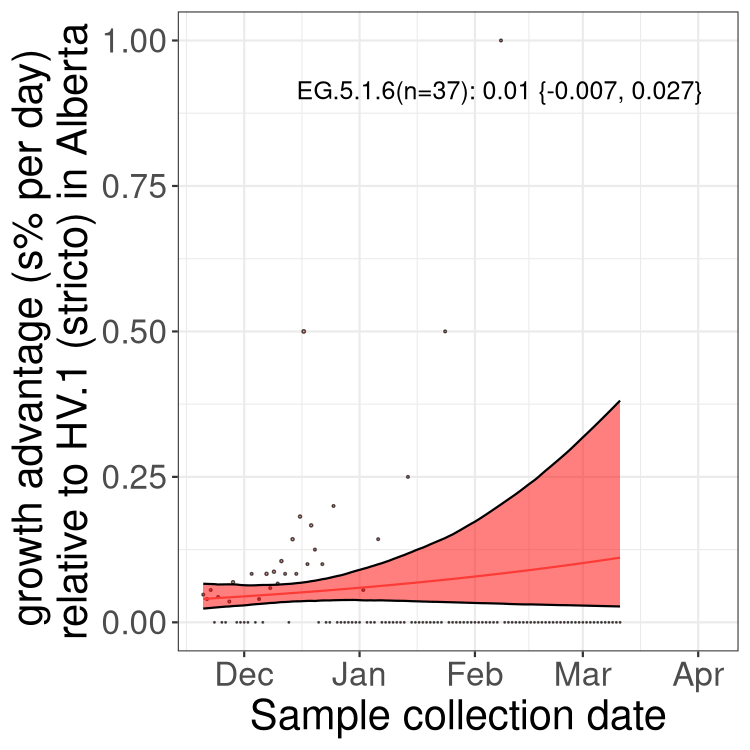 growth advantage (s% per day)
relative to HV.1 (stricto) in Alberta
1.00
EG.5.1.6(n=37): 0.01 {-0.007, 0.027}
0.75
0.50
0.25
0.00
Dec Jan Feb Mar Apr
Sample collection date